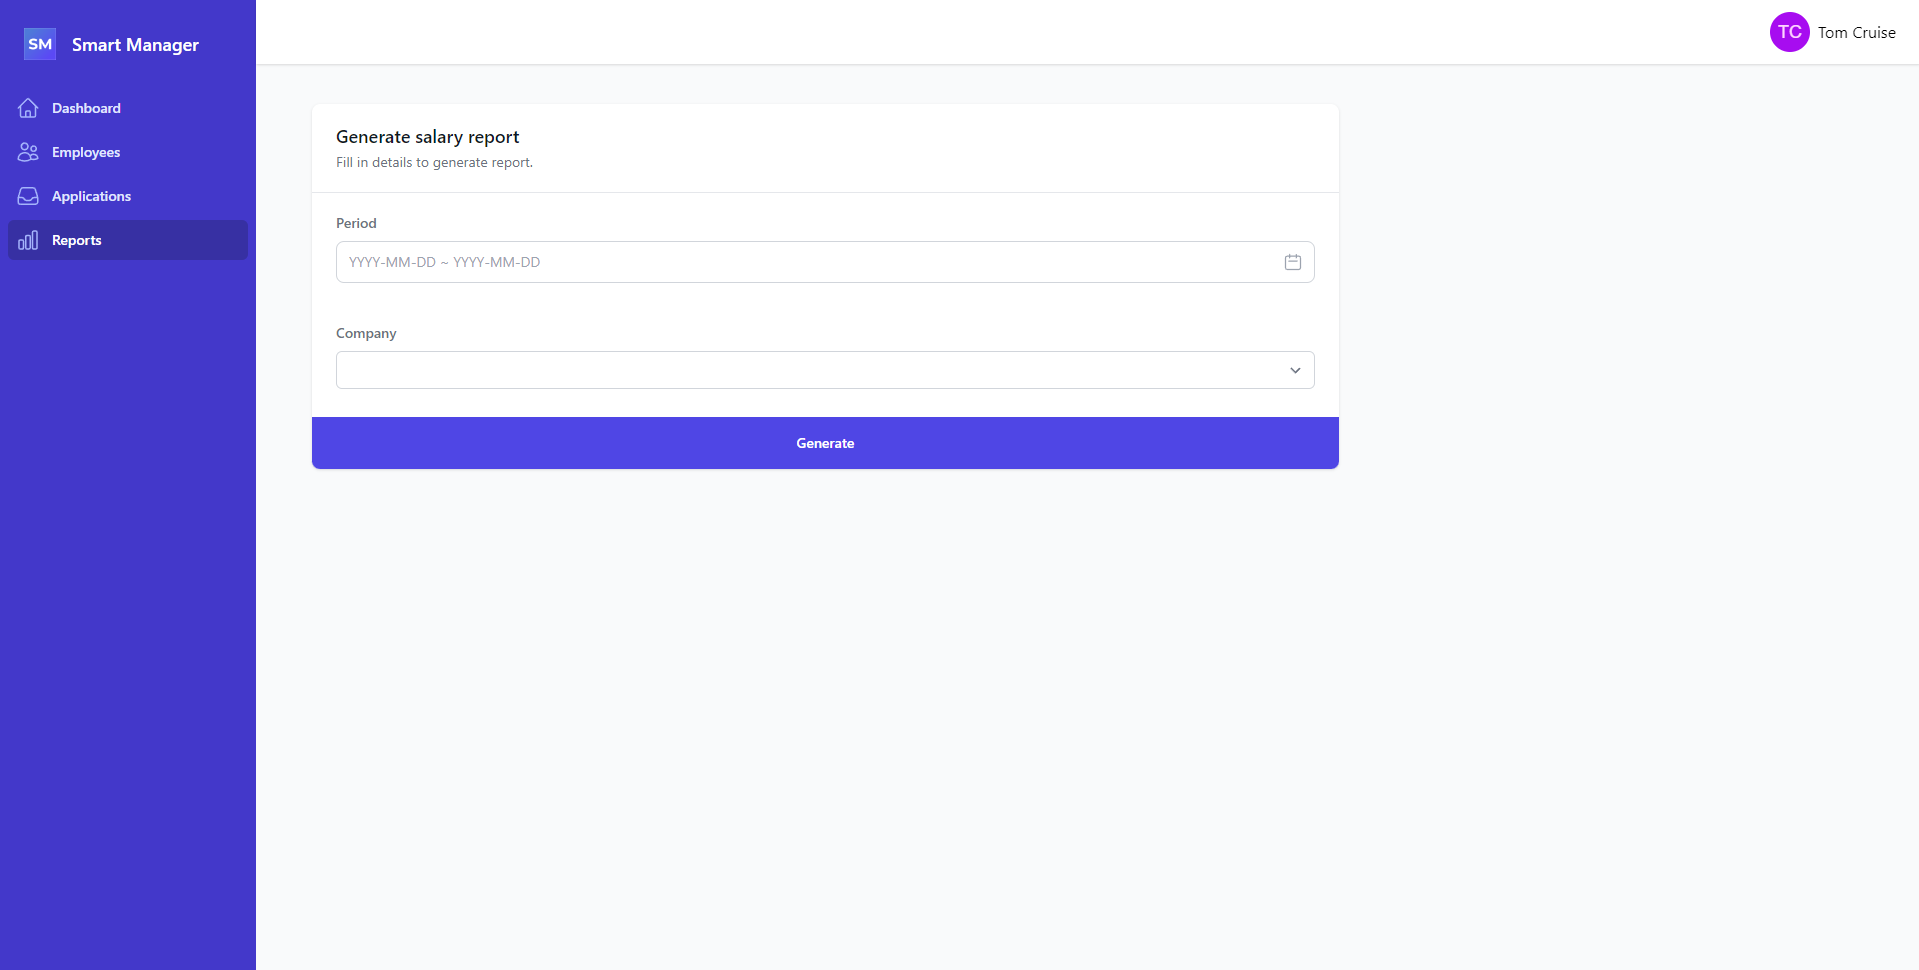 SM
Smart Manager
Dashboard
Employees
Applications
Reports
TC
Tom Cruise
Generate salary report
Fill in details to generate report.
Period
YYYY-MM-DD ~ YYYY-MM-DD
Company
Generate